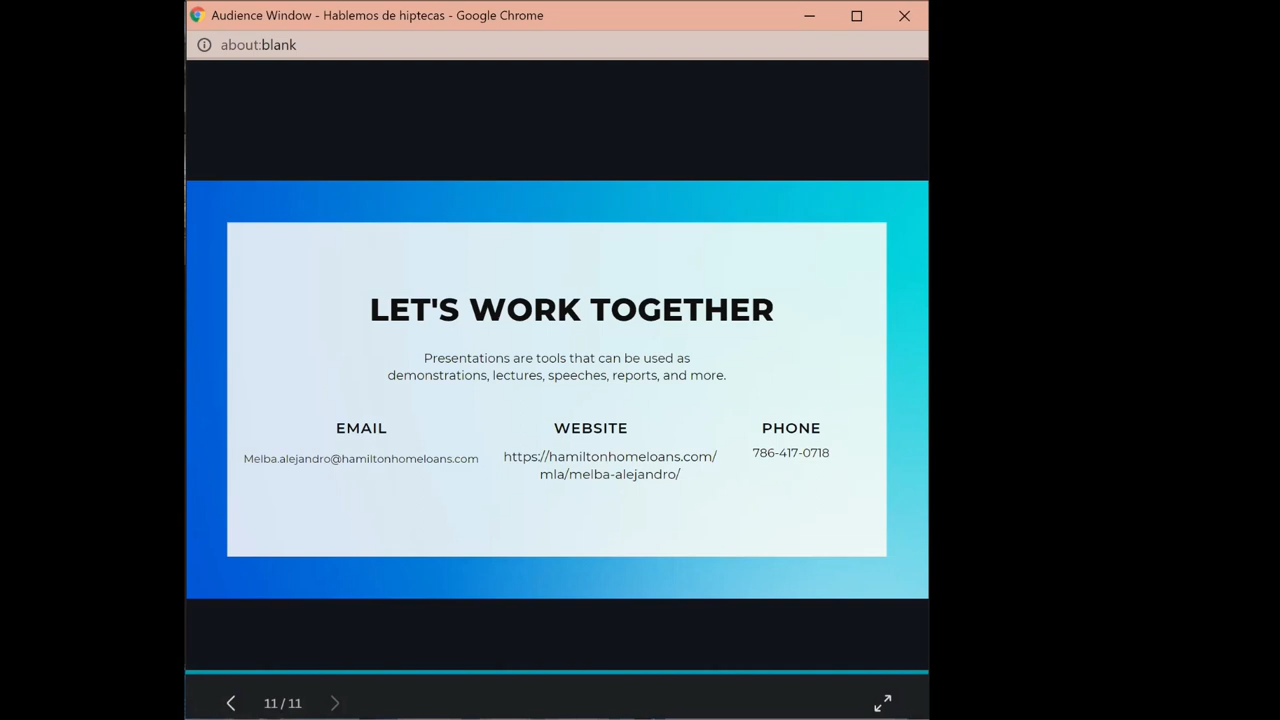 Audience Window - Hablemos de hiptecas - Google Chrome
about:blank
LET'S WORK TOGETHER
Presentations are tools that can be used as
demonstrations, lectures, speeches, reports, and more.
EMAIL
Melba.alejandro@hamiltonhomeloans.com
WEBSITE
https://hamiltonhomeloans.com/
mla/melba-alejandro/
PHONE
786-417-0718
11 / 11